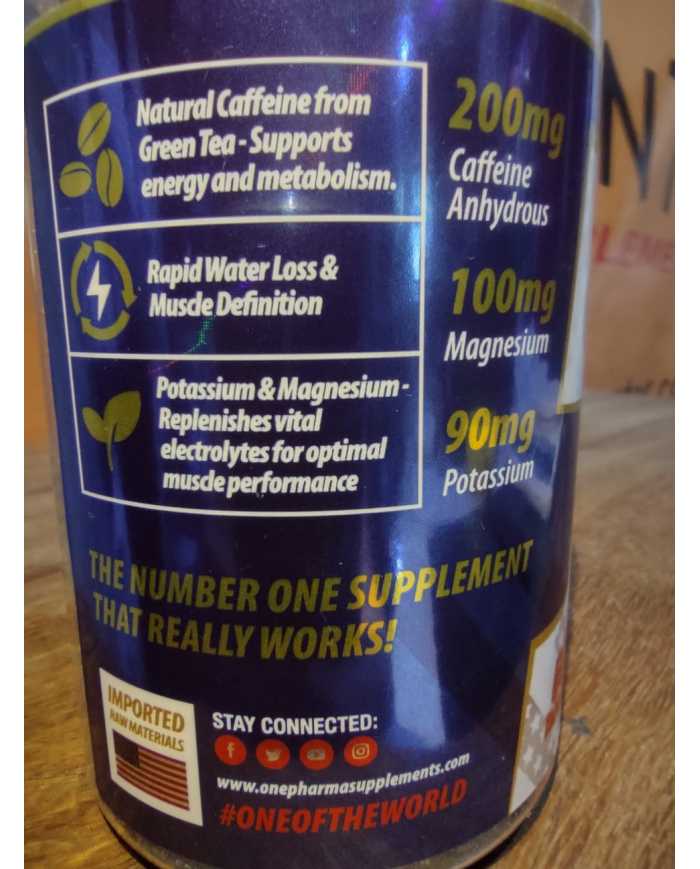 Natural Caffeine from
Green Tea - Supports
energy and metabolism.
200mg
Caffeine
Anhydrous
Rapid Water Loss &
Muscle Definition
100mg
Magnesium
Potassium & Magnesium -
Replenishes vital
electrolytes for optimal
muscle performance
90mg
Potassium
THE NUMBER ONE SUPPLEMENT
THAT REALLY WORKS!
IMPORTED
RAW MATERIALS
STAY CONNECTED:
www.onepharmasupplements.com
#ONEOFTHEWORLD